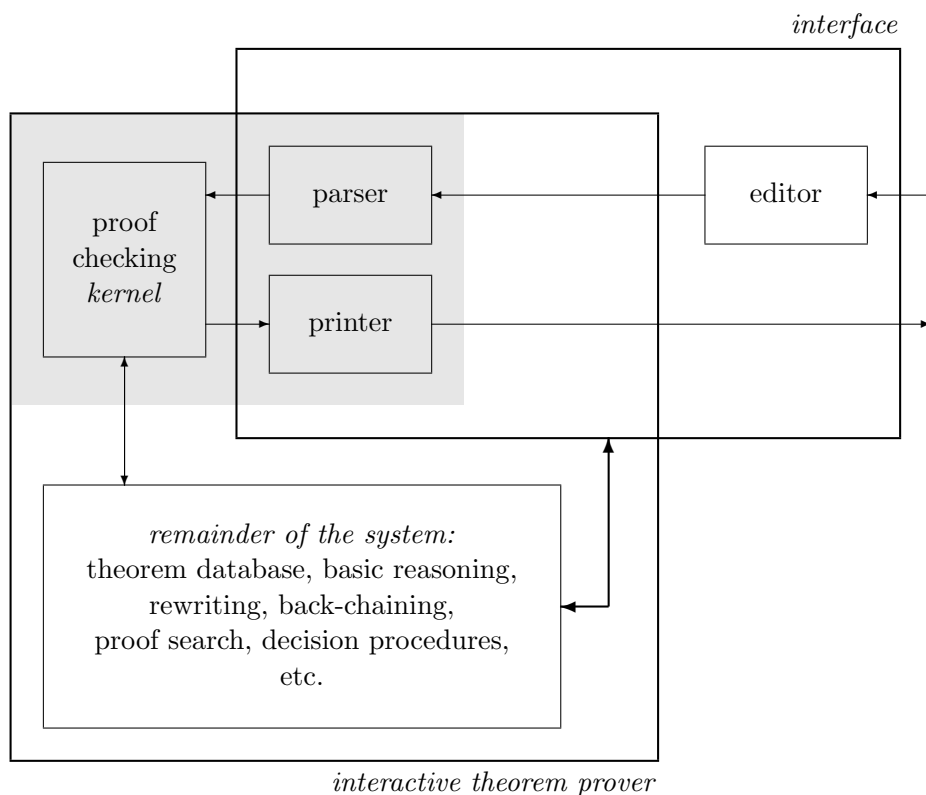 interface
parser
editor
proof
checking
kernel
printer
remainder of the system:
theorem database, basic reasoning,
rewriting, back-chaining,
proof search, decision procedures,
etc.
interactive theorem prover